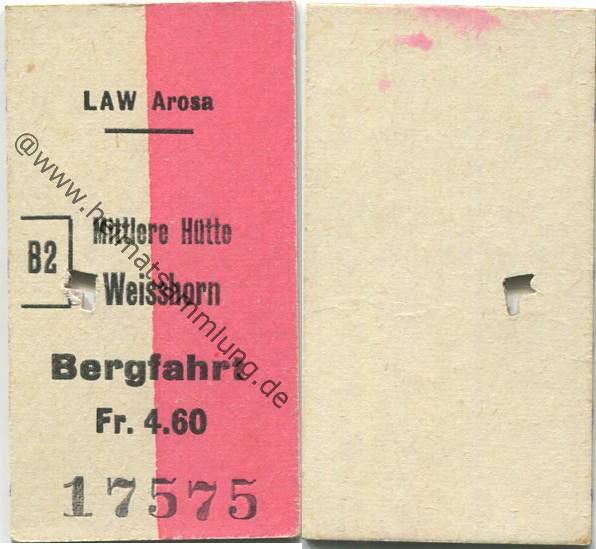 LAW Arosa
B2
Mittlere Hütte
Weisshorn
Bergfahrt
Fr. 4.60
17575
@www.heimatsammlung.de